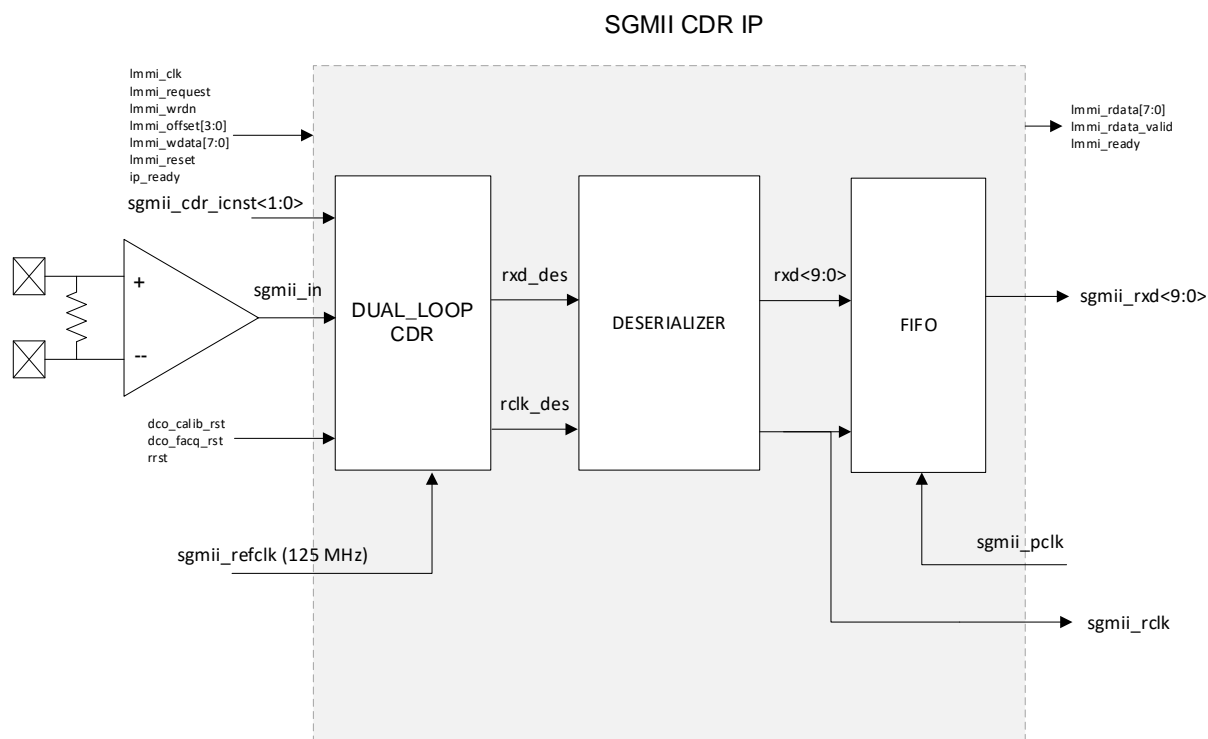 SGMII CDR IP
lmmi_clk
lmmi_request
lmmi_wrdn
lmmi_offset[3:0]
lmmi_wdata[7:0]
lmmi_reset
ip_ready
lmmi_rdata[7:0]
lmmi_rdata_valid
lmmi_ready
sgmii_cdr_icnst<1:0>
+
--
sgmii_in
DUAL_LOOP
CDR
rxd_des
rclk_des
DESERIALIZER
rxd<9:0>
FIFO
sgmii_rxd<9:0>
dco_calib_rst
dco_facq_rst
rrst
sgmii_refclk (125 MHz)
sgmii_pclk
sgmii_rclk